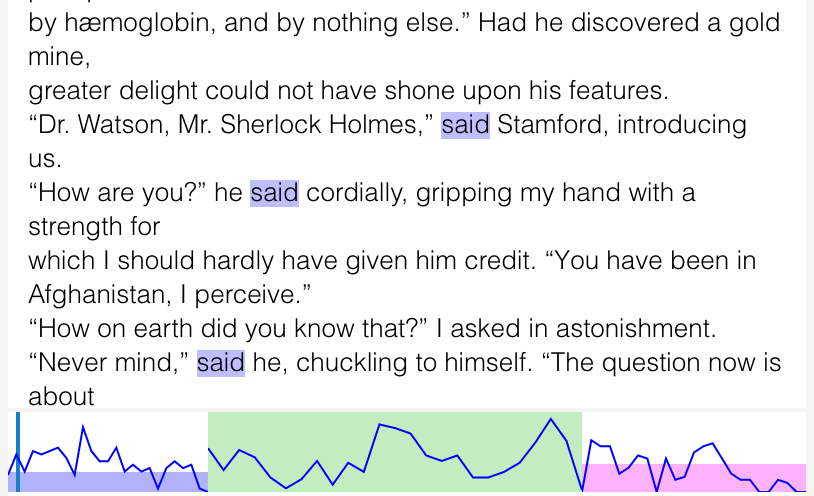 by hæmoglobin, and by nothing else.” Had he discovered a gold
mine,
greater delight could not have shone upon his features.
“Dr. Watson, Mr. Sherlock Holmes,” said Stamford, introducing
us.
“How are you?” he said cordially, gripping my hand with a
strength for
which I should hardly have given him credit. “You have been in
Afghanistan, I perceive.”
“How on earth did you know that?” I asked in astonishment.
“Never mind,” said he, chuckling to himself. “The question now is
about